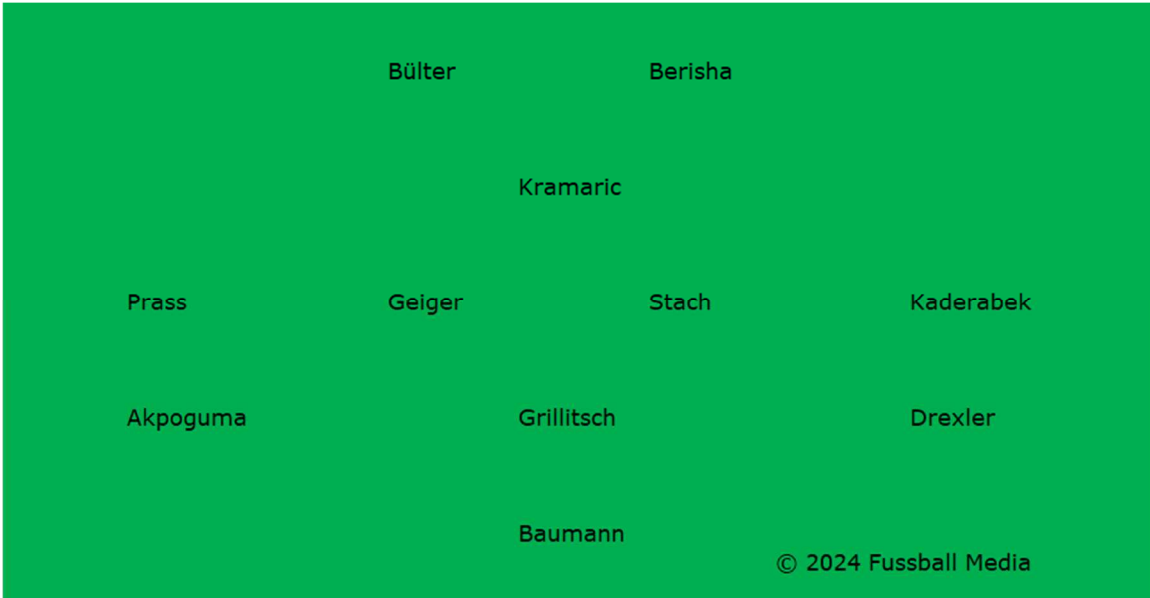 Bülter Berisha
Kramaric
Prass Geiger Stach Kaderabek
Akpoguma Grillitsch Drexler
Baumann
© 2024 Fussball Media